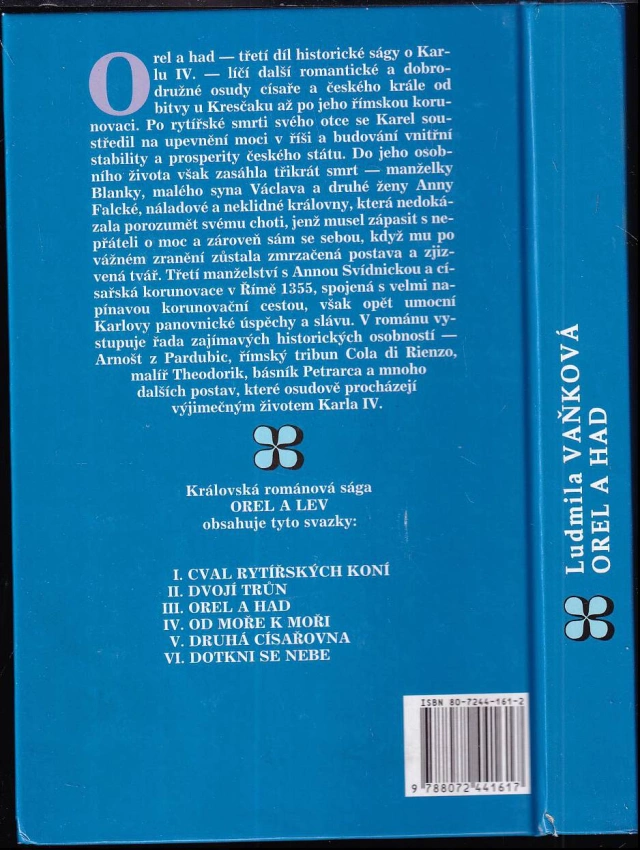 Orel a had — třetí díl historické ságy o Kar-
lu IV. — líčí další romantické a dobro-
družné osudy císaře a českého krále od
bitvy u Kresčaku až po jeho římskou koru-
novaci. Po rytířské smrti svého otce se Karel sou-
středil na upevnění moci v říši a budování vnitřní
stability a prosperity českého státu. Do jeho osob-
ního života však zasáhla třikrát smrt — manželky
Blanky, malého syna Václava a druhé ženy Anny
Falcké, náladové a neklidné královny, která nedoká-
zala porozumět svému choti, jenž musel zápasit s ne-
přáteli o moc a zároveň sám se sebou, když mu po
vážném zranění zůstala zmrzačená postava a zjiz-
vená tvář. Třetí manželství s Annou Svídnickou a cí-
sařská korunovace v Římě 1355, spojená s velmi na-
pínavou korunovační cestou, však opět umocní
Karlovy panovnické úspěchy a slávu. V románu vy-
stupuje řada zajímavých historických osobností —
Arnošt z Pardubic, římský tribun Cola di Rienzo,
malíř Theodorik, básník Petrarca a mnoho
dalších postav, které osudově procházejí
výjimečným životem Karla IV.
Královská románová sága
OREL A LEV
obsahuje tyto svazky:
I. CVAL RYTÍŘSKÝCH KONÍ
II. DVOJÍ TRŮN
III. OREL A HAD
IV. OD MOŘE K MOŘI
V. DRUHÁ CÍSAŘOVNA
VI. DOTKNI SE NEBE
ISBN 80-7244-161-2
9 788072 441617
Ludmila VAŇKOVÁ
OREL A HAD